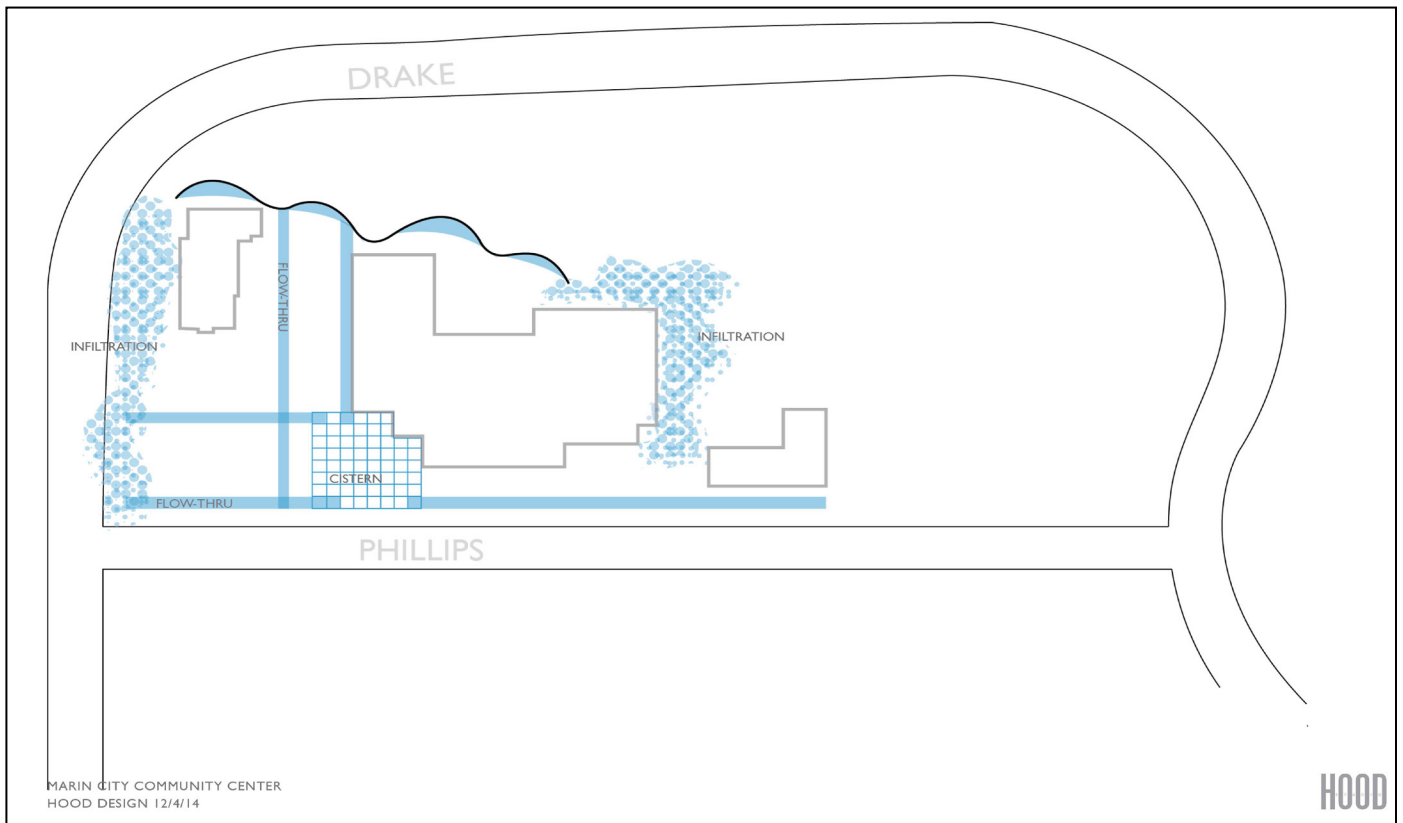 DRAKE
FLOW-THRU
INFILTRATION
INFILTRATION
CISTERN
FLOW-THRU
PHILLIPS
MARIN CITY COMMUNITY CENTER
HOOD DESIGN 12/4/14
HOOD